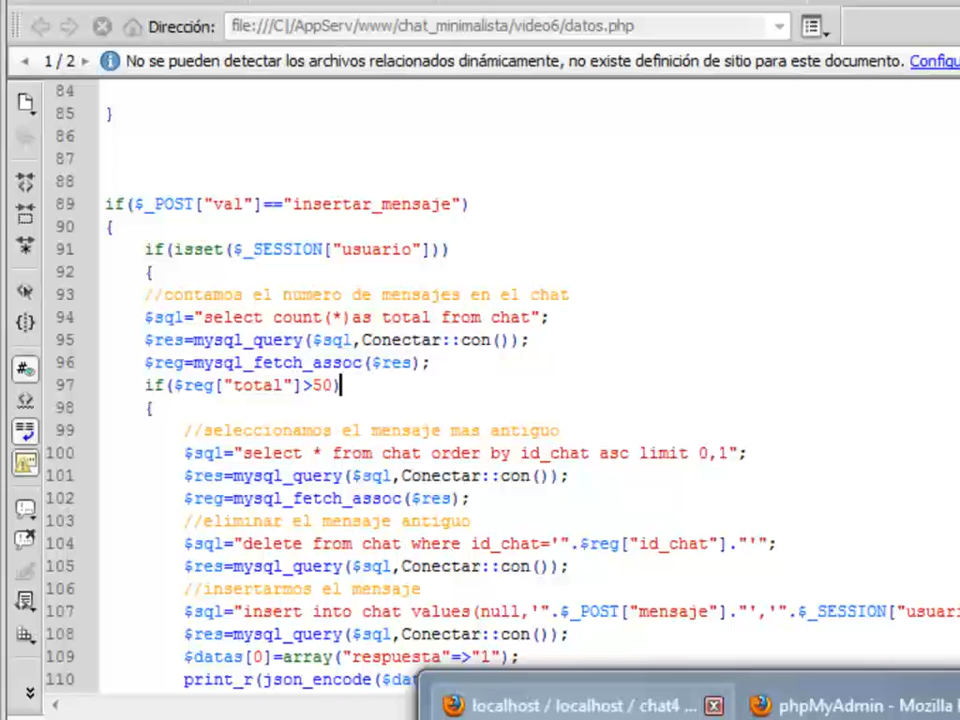 Dirección: file:///C|/AppServ/www/chat_minimalista/video6/datos.php
1 / 2 No se pueden detectar los archivos relacionados dinámicamente, no existe definición de sitio para este documento. Configu
84
85 }
86
87
88
89 if($_POST["val"]=="insertar_mensaje")
90 {
91 if(isset($_SESSION["usuario"]))
92 {
93 //contamos el numero de mensajes en el chat
94 $sql="select count(*)as total from chat";
95 $res=mysql_query($sql,Conectar::con());
96 $reg=mysql_fetch_assoc($res);
97 if($reg["total"]>50)
98 {
99 //seleccionamos el mensaje mas antiguo
100 $sql="select * from chat order by id_chat asc limit 0,1";
101 $res=mysql_query($sql,Conectar::con());
102 $reg=mysql_fetch_assoc($res);
103 //eliminar el mensaje antiguo
104 $sql="delete from chat where id_chat='".$reg["id_chat"]."'";
105 $res=mysql_query($sql,Conectar::con());
106 //insertarmos el mensaje
107 $sql="insert into chat values(null,'".$_POST["mensaje"]."','".$_SESSION["usuari
108 $res=mysql_query($sql,Conectar::con());
109 $datas[0]=array("respuesta"=>"1");
110 print_r(json_encode($da
localhost / localhost / chat4 ...
phpMyAdmin - Mozilla